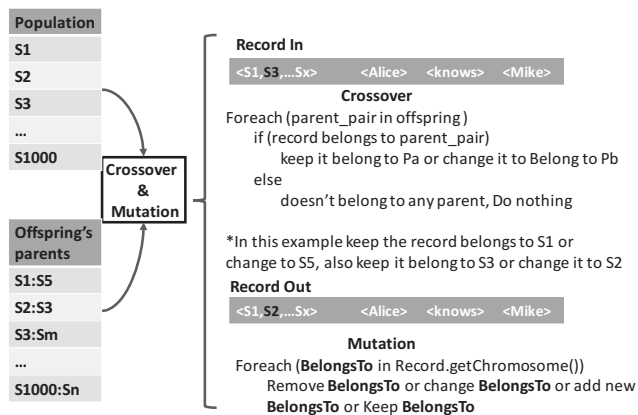 Population
S1
S2
S3
...
S1000
Crossover
&
Mutation
Offspring's
parents
S1:S5
S2:S3
S3:Sm
...
S1000:Sn
Record In
<S1,S3,...Sx> <Alice> <knows> <Mike>
Crossover
Foreach (parent_pair in offspring )
if (record belongs to parent_pair)
keep it belong to Pa or change it to Belong to Pb
else
doesn't belong to any parent, Do nothing
*In this example keep the record belongs to S1 or
change to S5, also keep it belong to S3 or change it to S2
Record Out
<S1,S2,...Sx> <Alice> <knows> <Mike>
Mutation
Foreach (BelongsTo in Record.getChromosome())
Remove BelongsTo or change BelongsTo or add new
BelongsTo or Keep BelongsTo